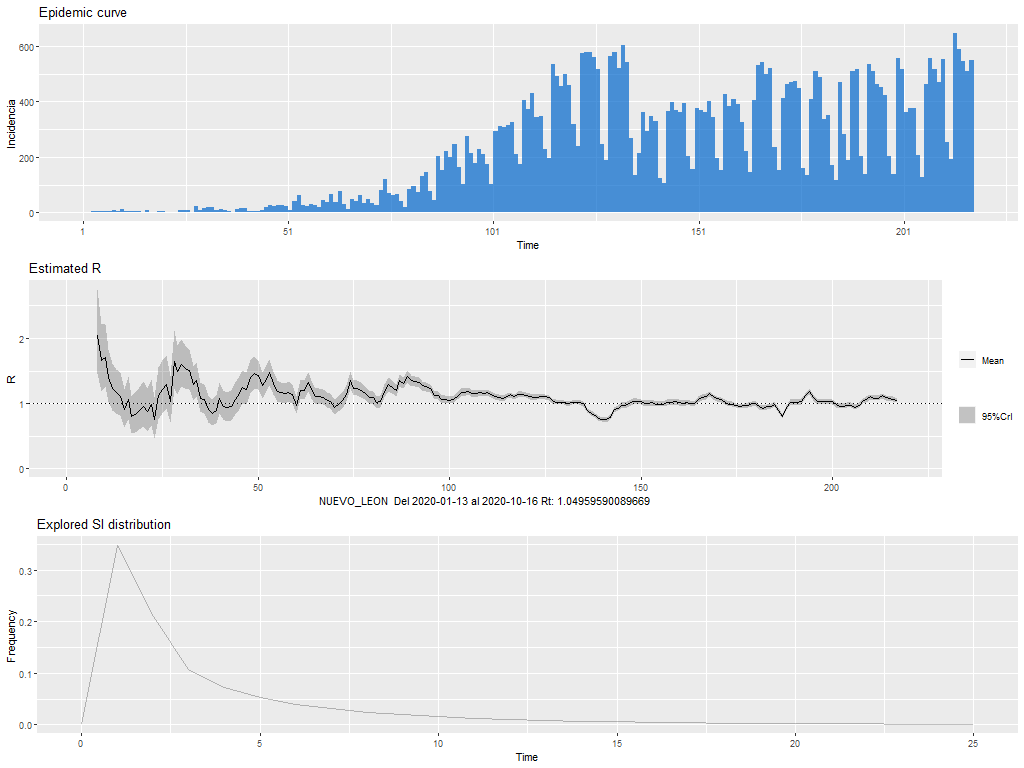 Epidemic curve
600
400
200
0
Incidencia
1
51
101
151
201
Time
Estimated R
2
1
0
R
0
50
100
150
200
NUEVO_LEON Del 2020-01-13 al 2020-10-16 Rt: 1.04959590089669
Mean
95%CrI
Explored SI distribution
0.3
0.2
0.1
0.0
Frequency
0
5
10
15
20
25
Time